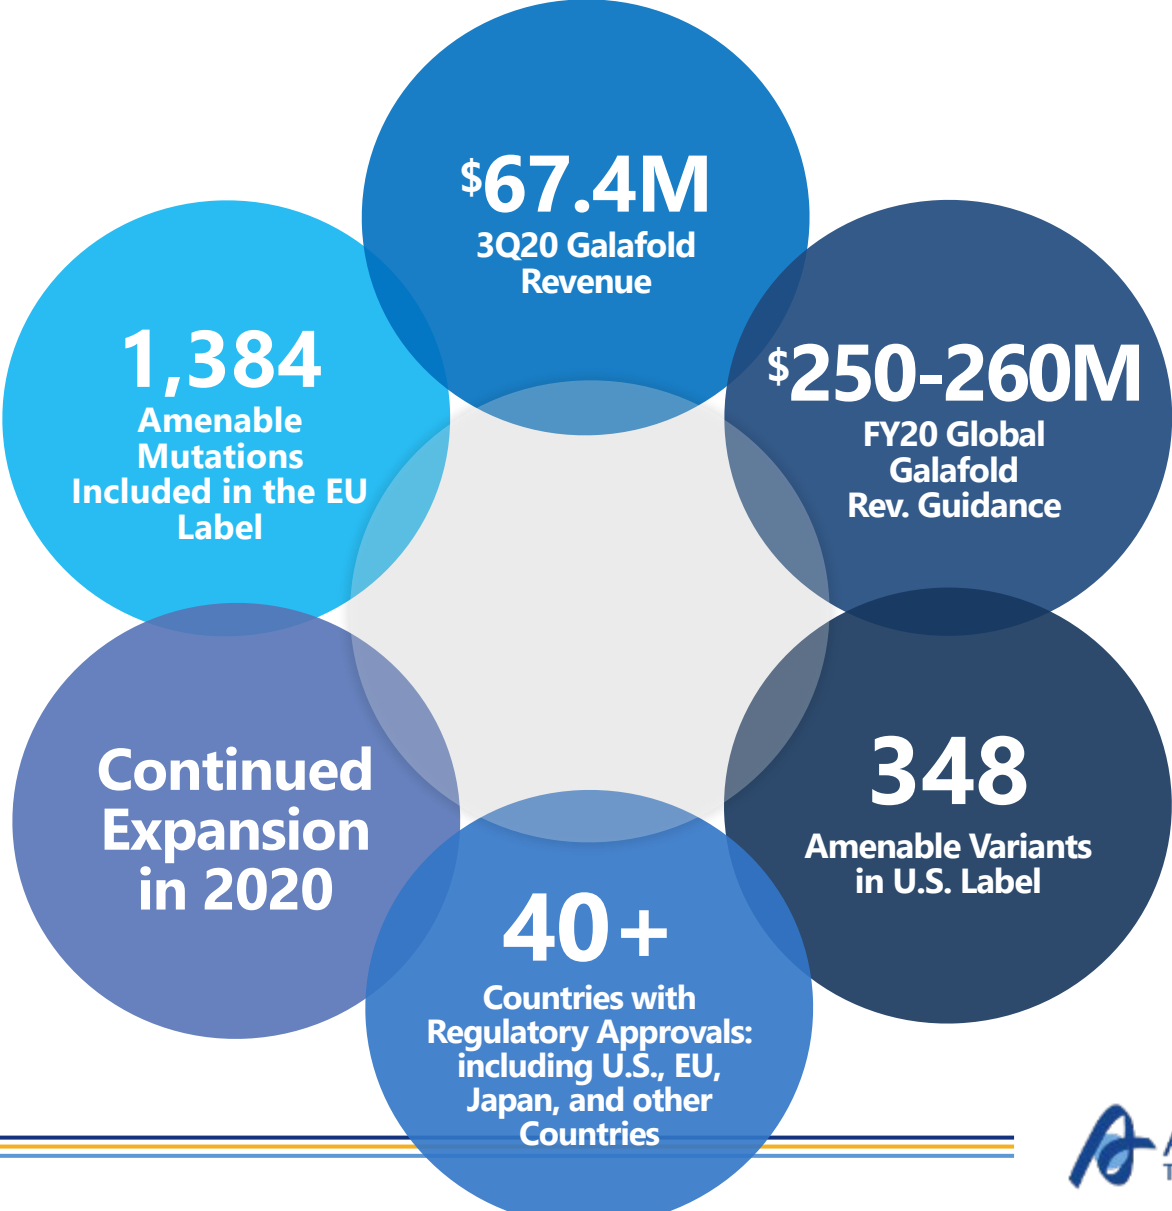 $67.4M
3Q20 Galafold
Revenue
$250-260M
FY20 Global
Galafold
Rev. Guidance
348
Amenable Variants
in U.S. Label
40+
Countries with
Regulatory Approvals:
including U.S., EU,
Japan, and other
Countries
Continued
Expansion
in 2020
1,384
Amenable
Mutations
Included in the EU
Label